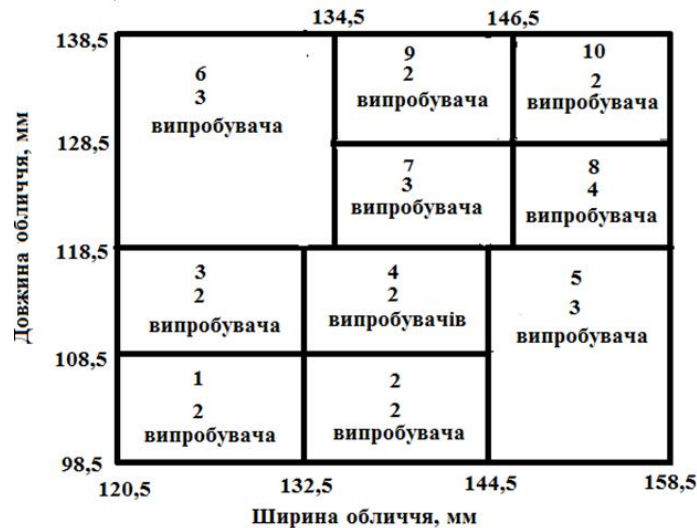 134,5 146,5
138,5
6
3
випробувача
9
2
випробувача
10
2
випробувача
128,5
7
3
випробувача
8
4
випробувача
118,5
3
2
випробувача
4
2
випробувачів
5
3
випробувача
108,5
1
2
випробувача
2
2
випробувача
98,5
120,5 132,5 144,5 158,5
Ширина обличчя, мм
Довжина обличчя, мм